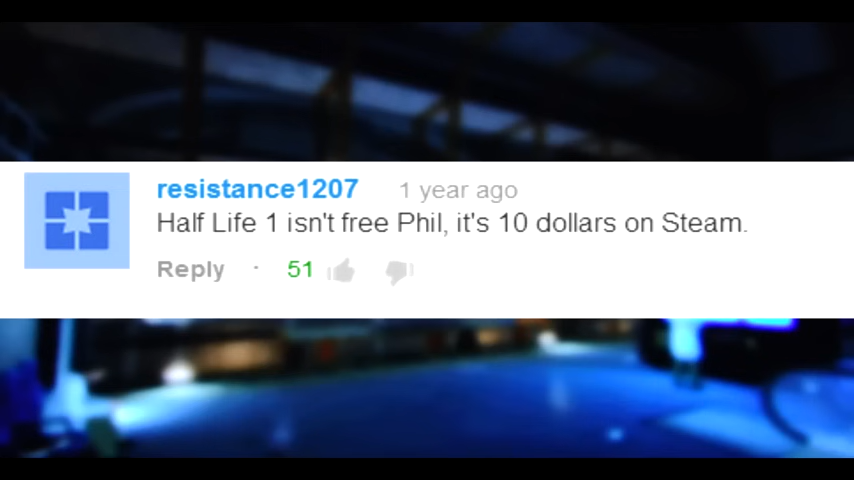 resistance1207 1 year ago
Half Life 1 isn't free Phil, it's 10 dollars on Steam.
Reply · 51